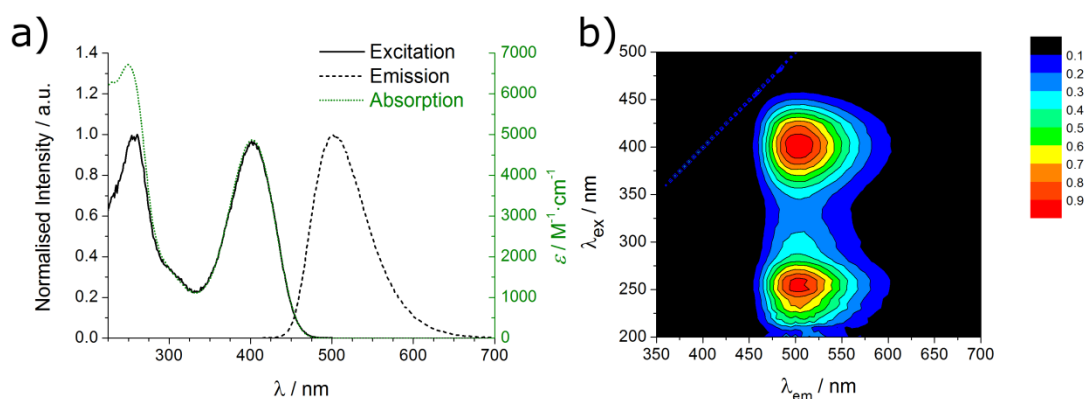 a)
1.4
1.2
1.0
0.8
0.6
0.4
0.2
0.0
Normalised Intensity / a.u.
Excitation
Emission
Absorption
7000
6000
5000
4000
3000
2000
1000
0
ε / M⁻¹·cm⁻¹
300 400 500 600 700
λ / nm
b)
500
450
400
350
300
250
200
λex / nm
350 400 450 500 550 600 650 700
λem / nm
0.1
0.2
0.3
0.4
0.5
0.6
0.7
0.8
0.9